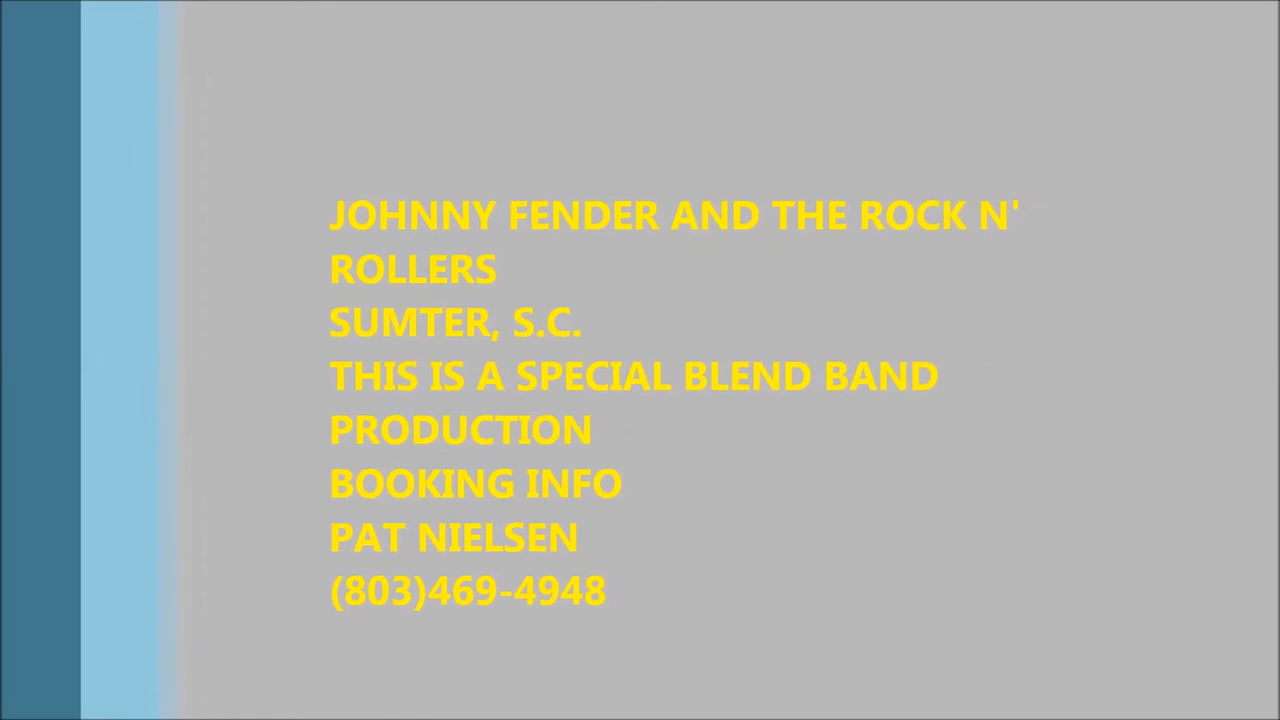 JOHNNY FENDER AND THE ROCK N'
ROLLERS
SUMTER, S.C.
THIS IS A SPECIAL BLEND BAND
PRODUCTION
BOOKING INFO
PAT NIELSEN
(803)469-4948